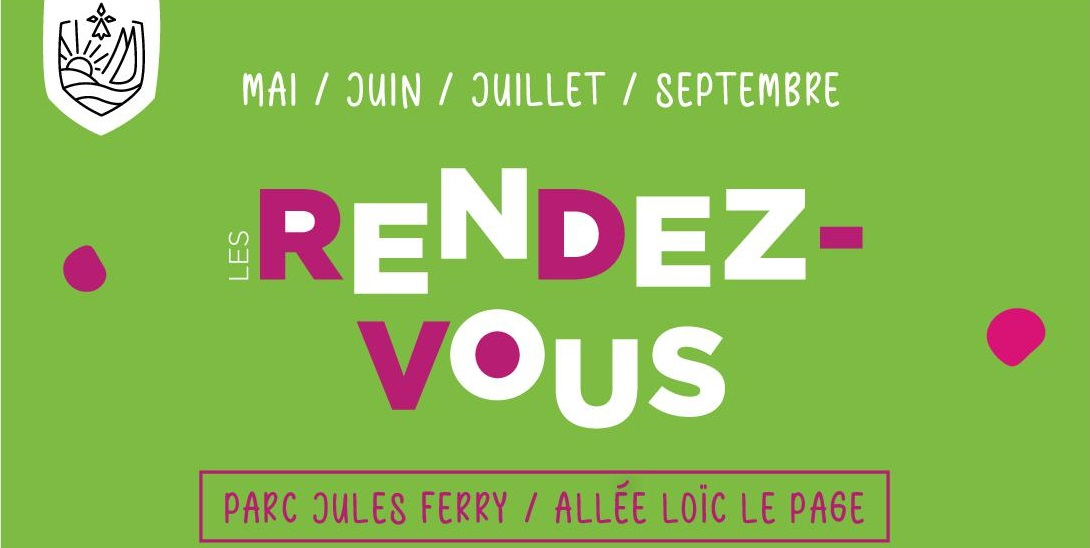 MAI / JUIN / JUILLET / SEPTEMBRE
LES RENDEZ-
VOUS
PARC JULES FERRY / ALLÉE LOÏC LE PAGE